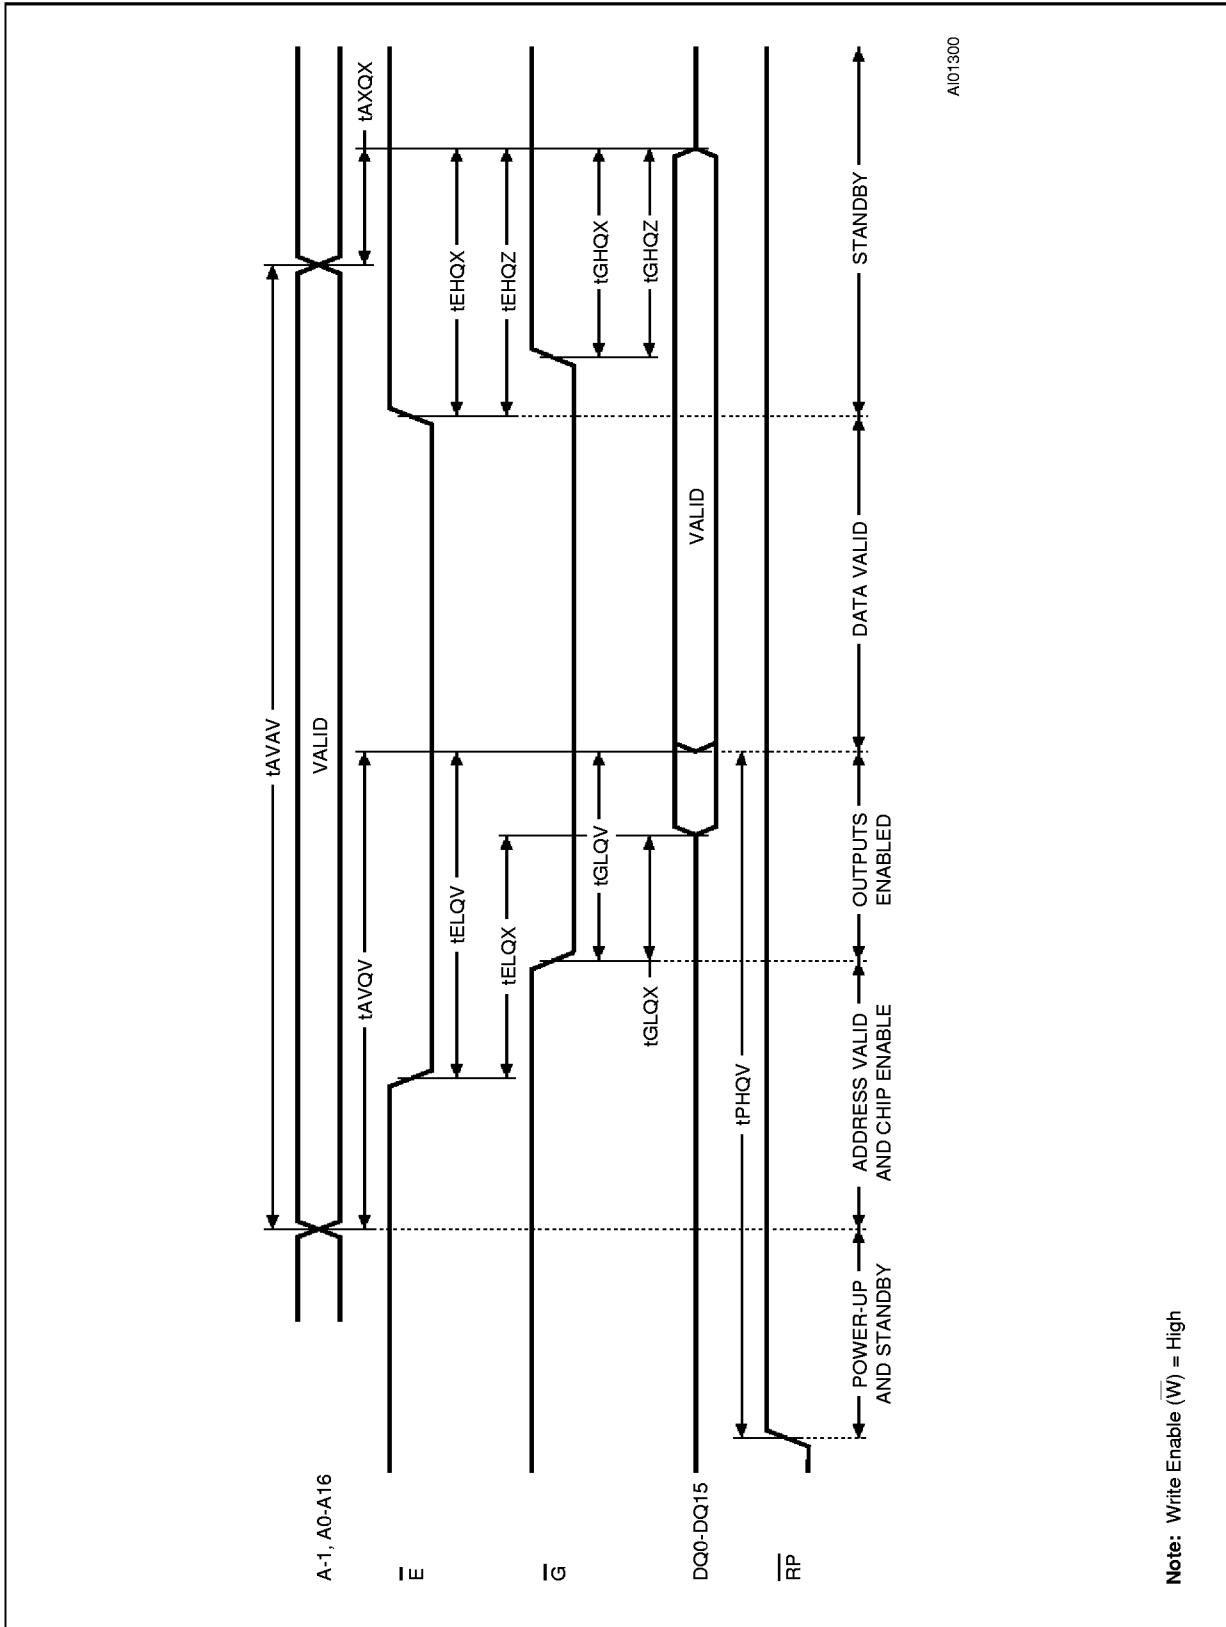 A-1, A0-A16
VALID
tAVAV
tAVQV
tAXQX
E
tELQV
tEHQX
tELQX
tEHQZ
G
tGLQV
tGHQX
tGLQX
tGHQZ
DQ0-DQ15
VALID
tPHQV
RP
POWER-UP
AND STANDBY
ADDRESS VALID
AND CHIP ENABLE
OUTPUTS
ENABLED
DATA VALID
STANDBY
AI01300
Note: Write Enable (W̅) = High